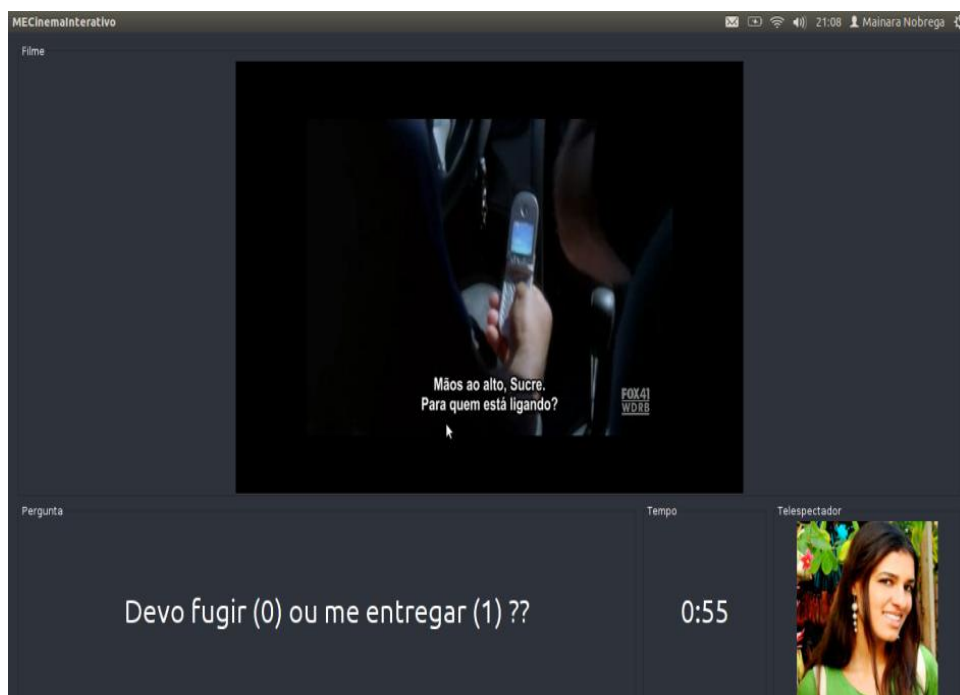 MECinemaInterativo
21:08 Mainara Nobrega
Filme
Mãos ao alto, Sucre.
Para quem está ligando?
FOX41
WDRB
Pergunta
Tempo
Telespectador
Devo fugir (0) ou me entregar (1) ??
0:55